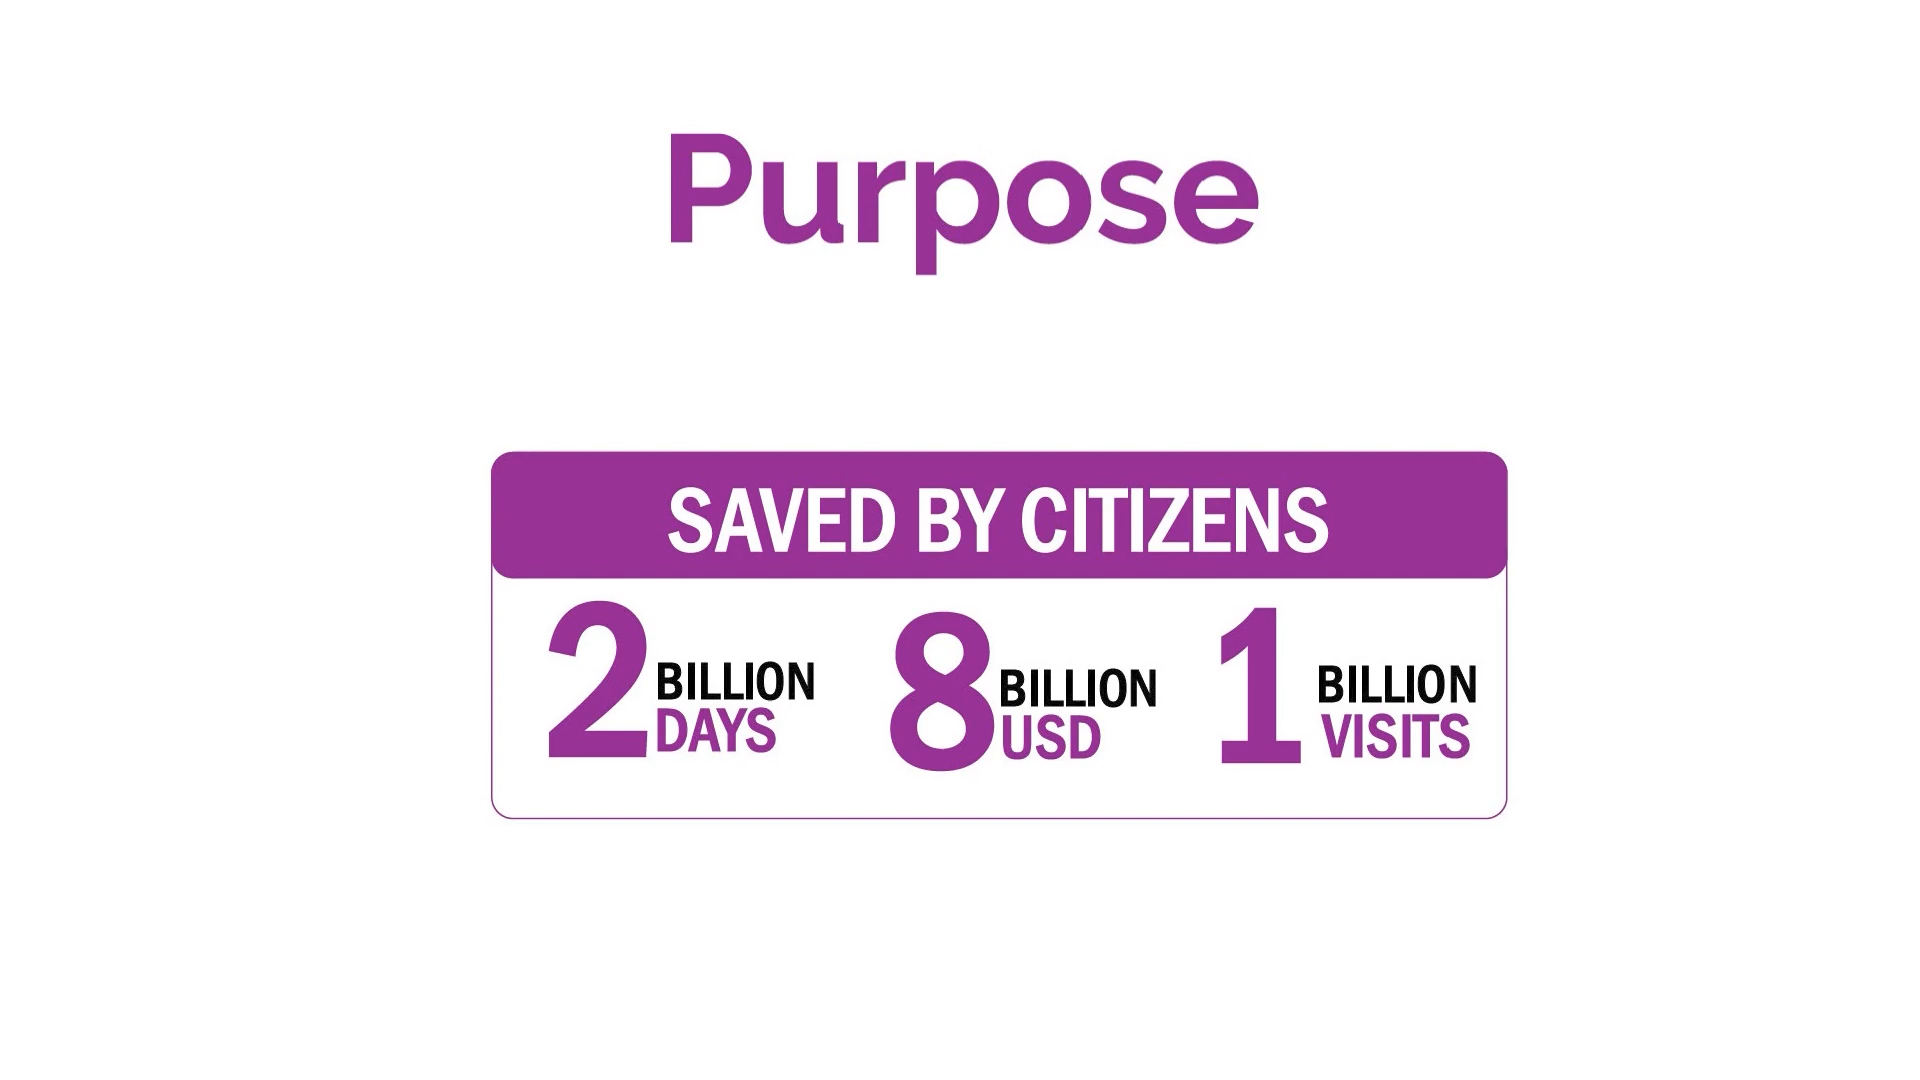 Purpose
SAVED BY CITIZENS
2 BILLION DAYS
8 BILLION USD
1 BILLION VISITS